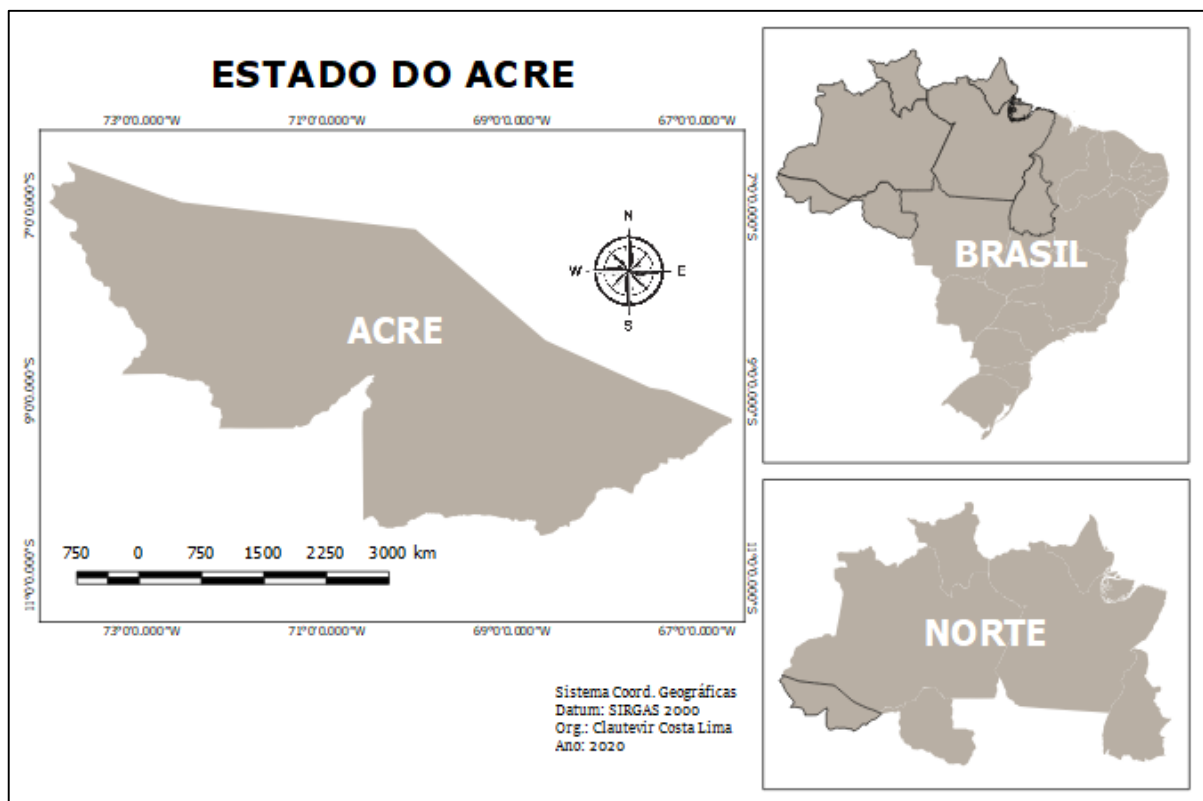 ESTADO DO ACRE
73°0'0.000"W 71°0'0.000"W 69°0'0.000"W 67°0'0.000"W
7°0'0.000"S
7°0'0.000"S
N
W E
S
ACRE
9°0'0.000"S
9°0'0.000"S
750 0 750 1500 2250 3000 km
11°0'0.000"S
11°0'0.000"S
73°0'0.000"W 71°0'0.000"W 69°0'0.000"W 67°0'0.000"W
Sistema Coord. Geográficas
Datum: SIRGAS 2000
Org.: Clautevir Costa Lima
Ano: 2020
BRASIL
NORTE